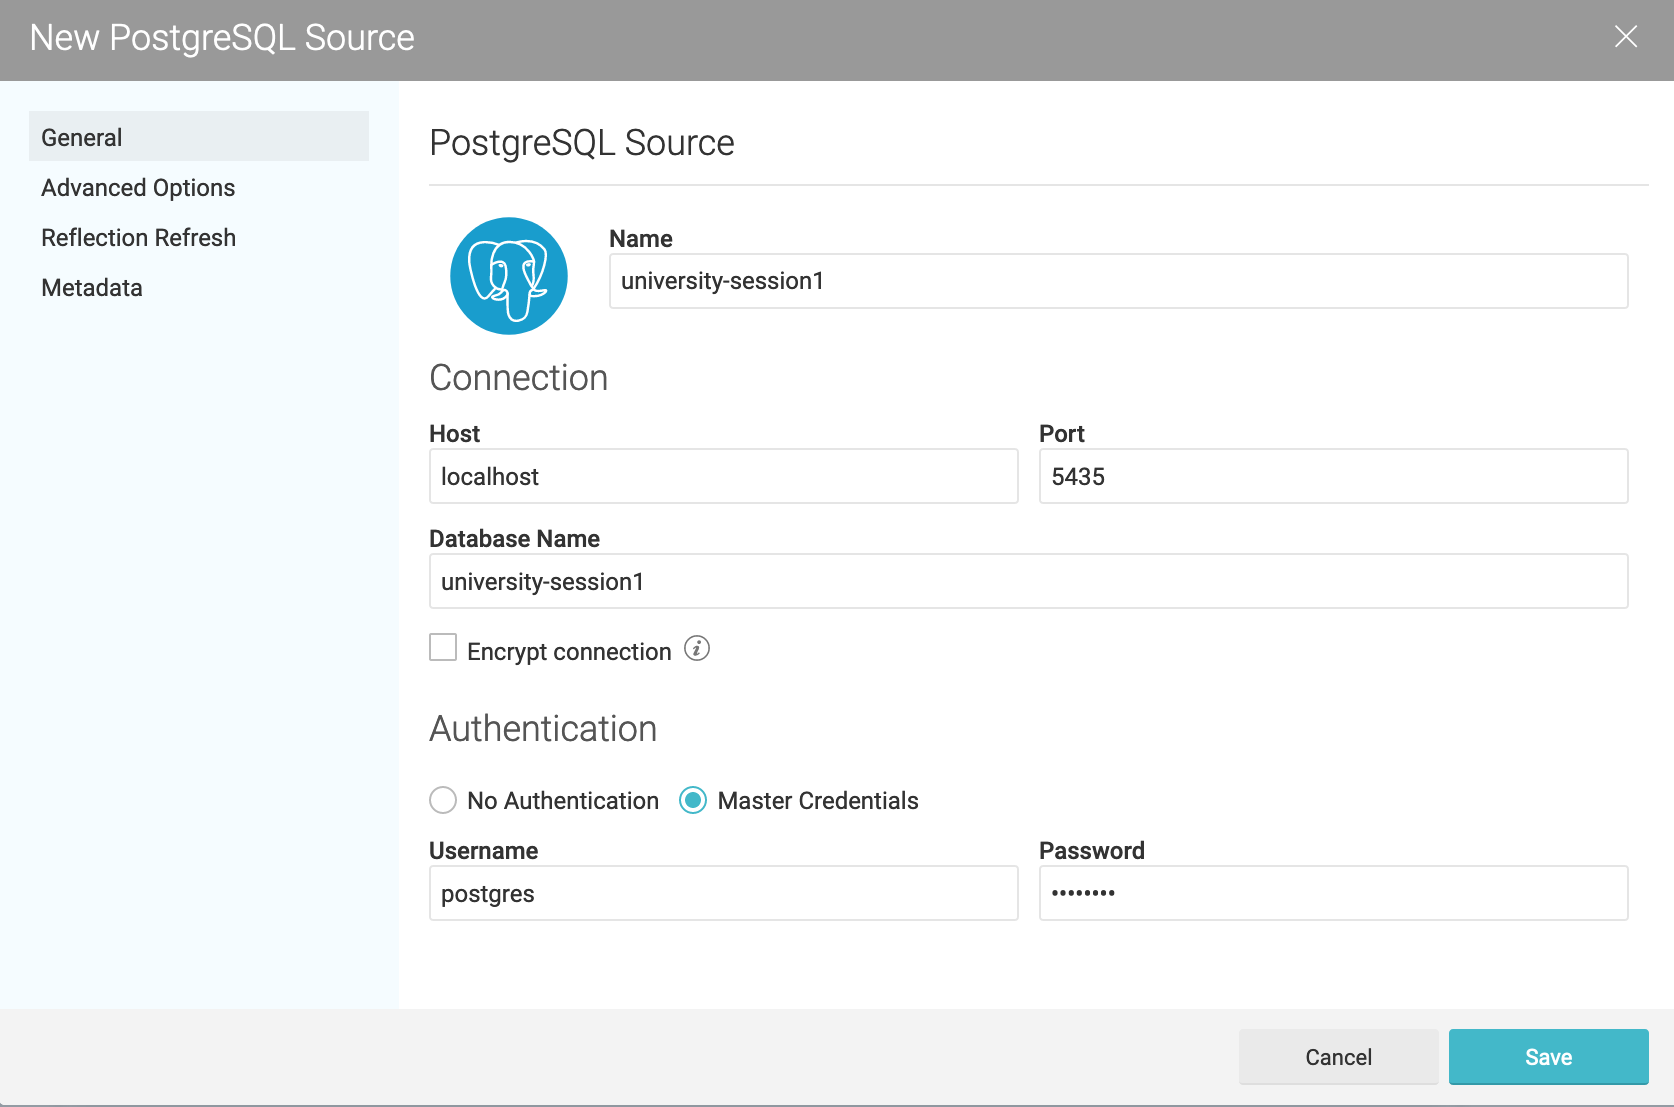 New PostgreSQL Source
General
Advanced Options
Reflection Refresh
Metadata
PostgreSQL Source
Name
university-session1
Connection
Host
Port
localhost
5435
Database Name
university-session1
Encrypt connection i
Authentication
No Authentication Master Credentials
Username
Password
postgres
••••••••
Cancel
Save